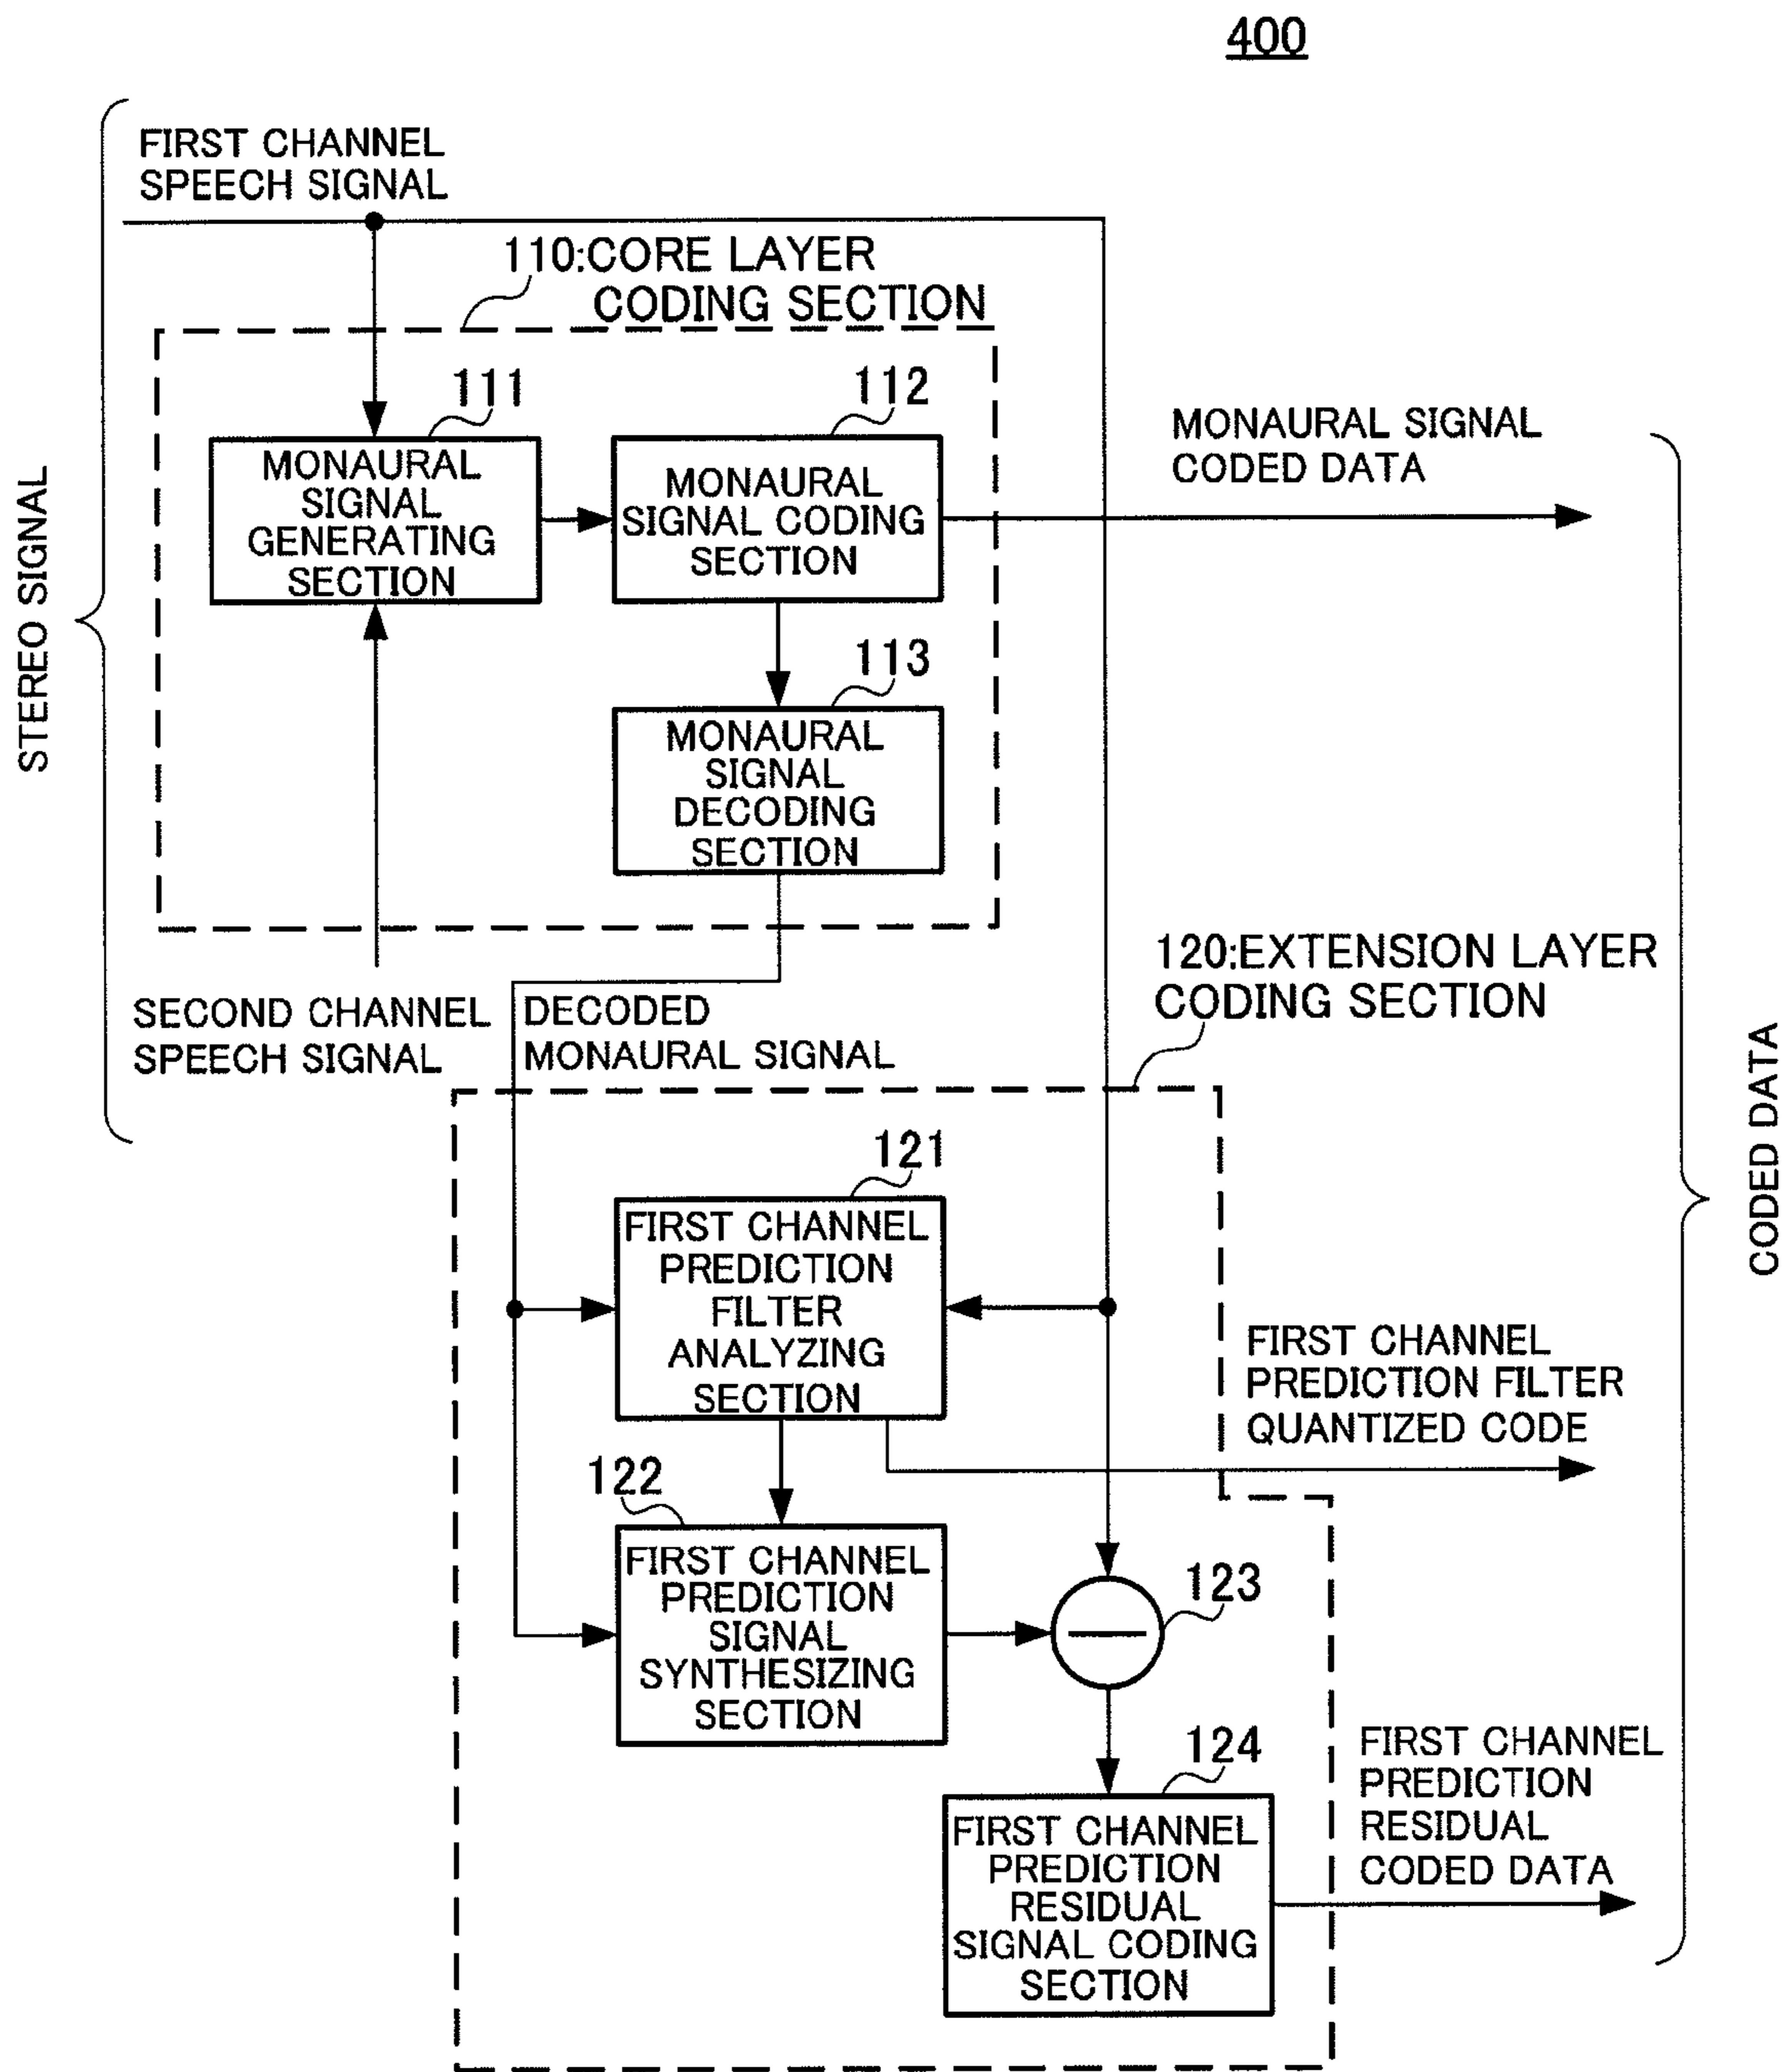 400
FIRST CHANNEL
SPEECH SIGNAL
110:CORE LAYER
CODING SECTION
STEREO SIGNAL
111
MONAURAL
SIGNAL
GENERATING
SECTION
112
MONAURAL
SIGNAL CODING
SECTION
MONAURAL SIGNAL
CODED DATA
113
MONAURAL
SIGNAL
DECODING
SECTION
SECOND CHANNEL
SPEECH SIGNAL
DECODED
MONAURAL SIGNAL
120:EXTENSION LAYER
CODING SECTION
CODED DATA
121
FIRST CHANNEL
PREDICTION
FILTER
ANALYZING
SECTION
FIRST CHANNEL
PREDICTION FILTER
QUANTIZED CODE
122
FIRST CHANNEL
PREDICTION
SIGNAL
SYNTHESIZING
SECTION
123
124
FIRST CHANNEL
PREDICTION
RESIDUAL
SIGNAL CODING
SECTION
FIRST CHANNEL
PREDICTION
RESIDUAL
CODED DATA